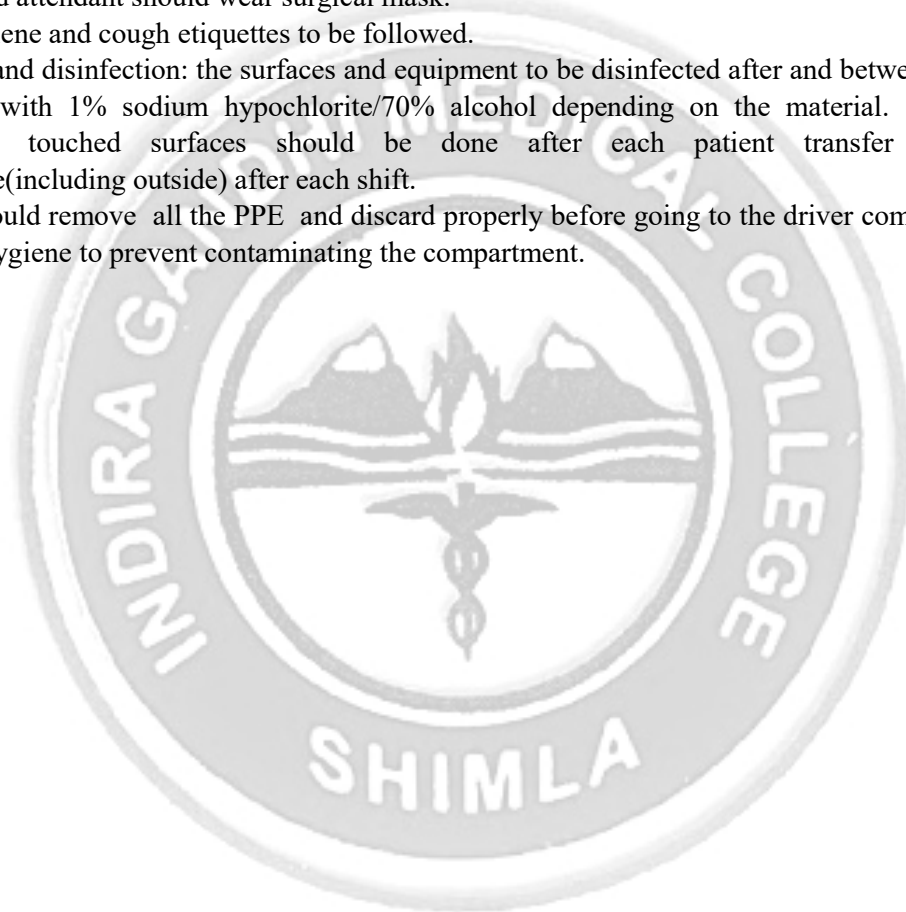 attendant should wear surgical mask.
ene and cough etiquettes to be followed.
and disinfection: the surfaces and equipment to be disinfected after and betwe
with 1% sodium hypochlorite/70% alcohol depending on the material.
touched surfaces should be done after each patient transfer
e(including outside) after each shift.
ould remove all the PPE and discard properly before going to the driver com
ygiene to prevent contaminating the compartment.
INDIRA GANDHI MEDICAL COLLEGE
SHIMLA